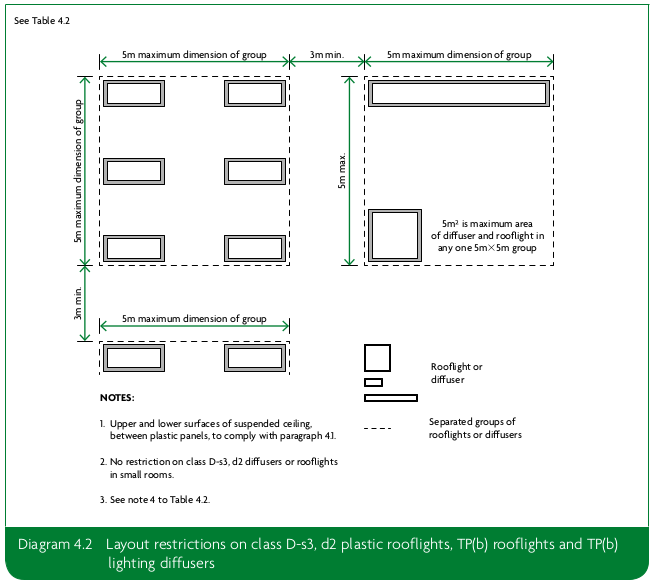 See Table 4.2
5m maximum dimension of group
3m min.
5m maximum dimension of group
5m maximum dimension of group
5m max.
5m² is maximum area
of diffuser and rooflight in
any one 5m×5m group
3m min.
5m maximum dimension of group
Rooflight or
diffuser
Separated groups of
rooflights or diffusers
NOTES:
1. Upper and lower surfaces of suspended ceiling,
between plastic panels, to comply with paragraph 4.1.
2. No restriction on class D-s3, d2 diffusers or rooflights
in small rooms.
3. See note 4 to Table 4.2.
Diagram 4.2 Layout restrictions on class D-s3, d2 plastic rooflights, TP(b) rooflights and TP(b)
lighting diffusers